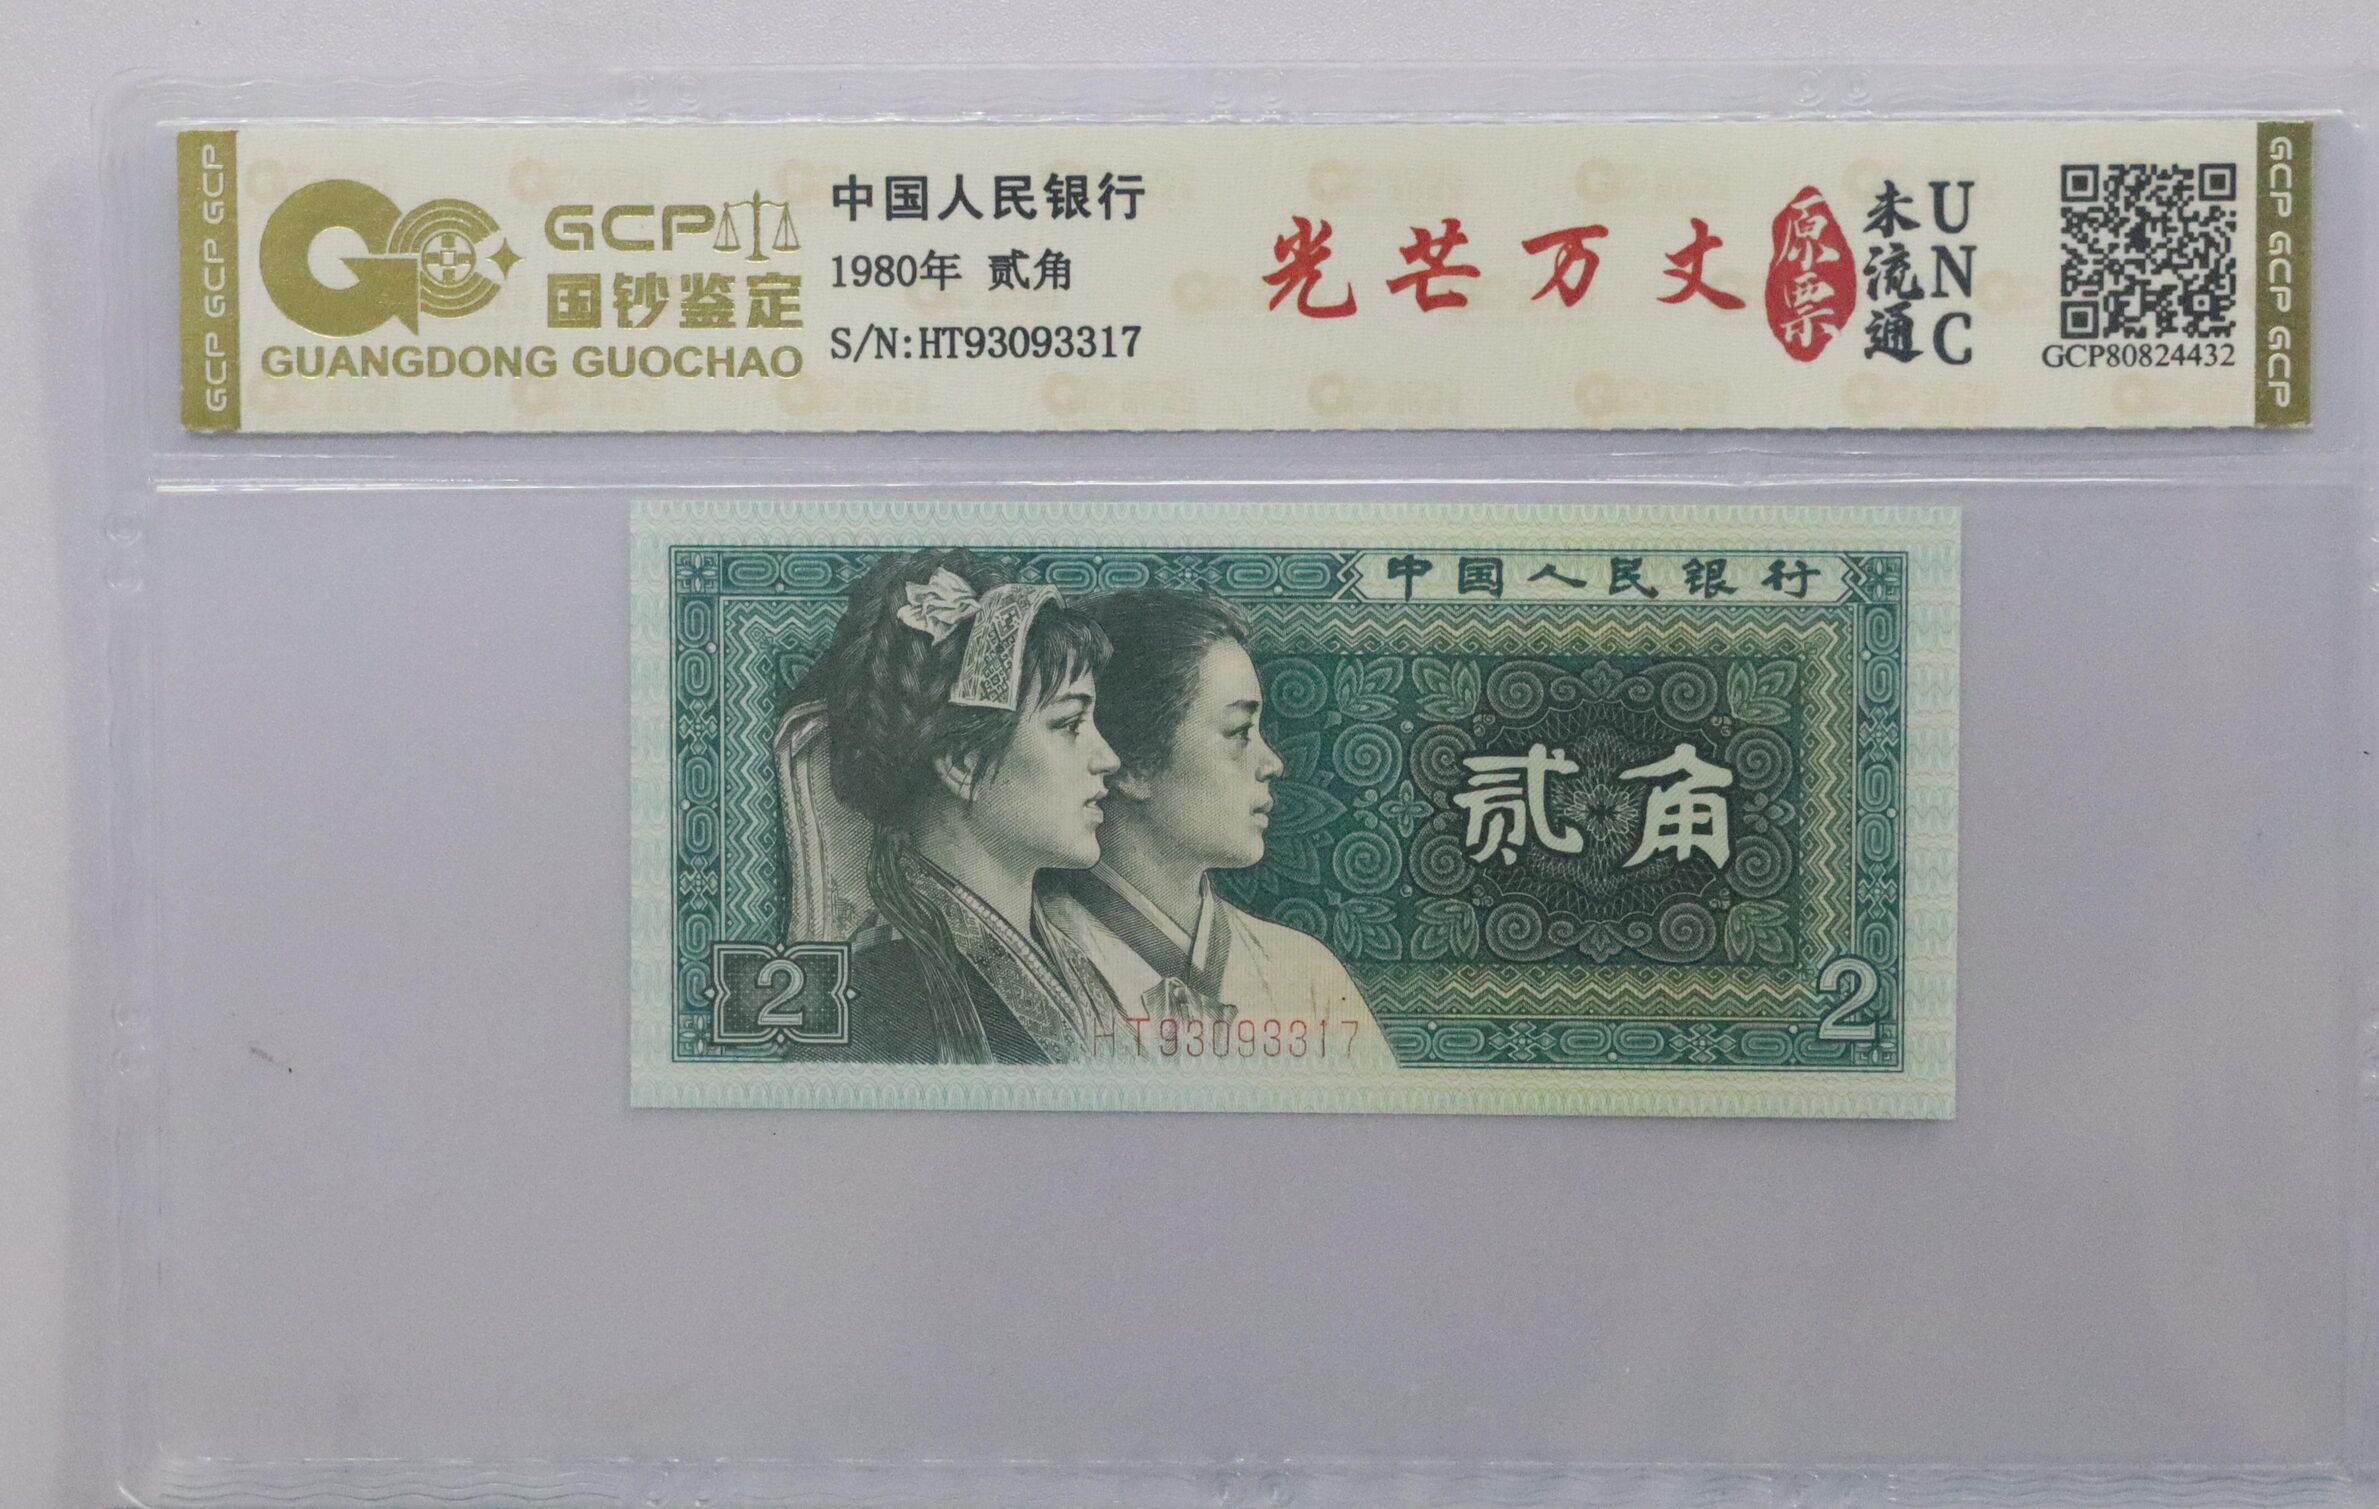 GCP GCP GCP
GCP
国钞鉴定
GUANGDONG GUOCHAO
中国人民银行
1980年 贰角
S/N:HT93093317
光芒万丈
原票
未流通
UNC
GCP80824432
GCP GCP GCP
中国人民银行
贰角
2
2
HT93093317